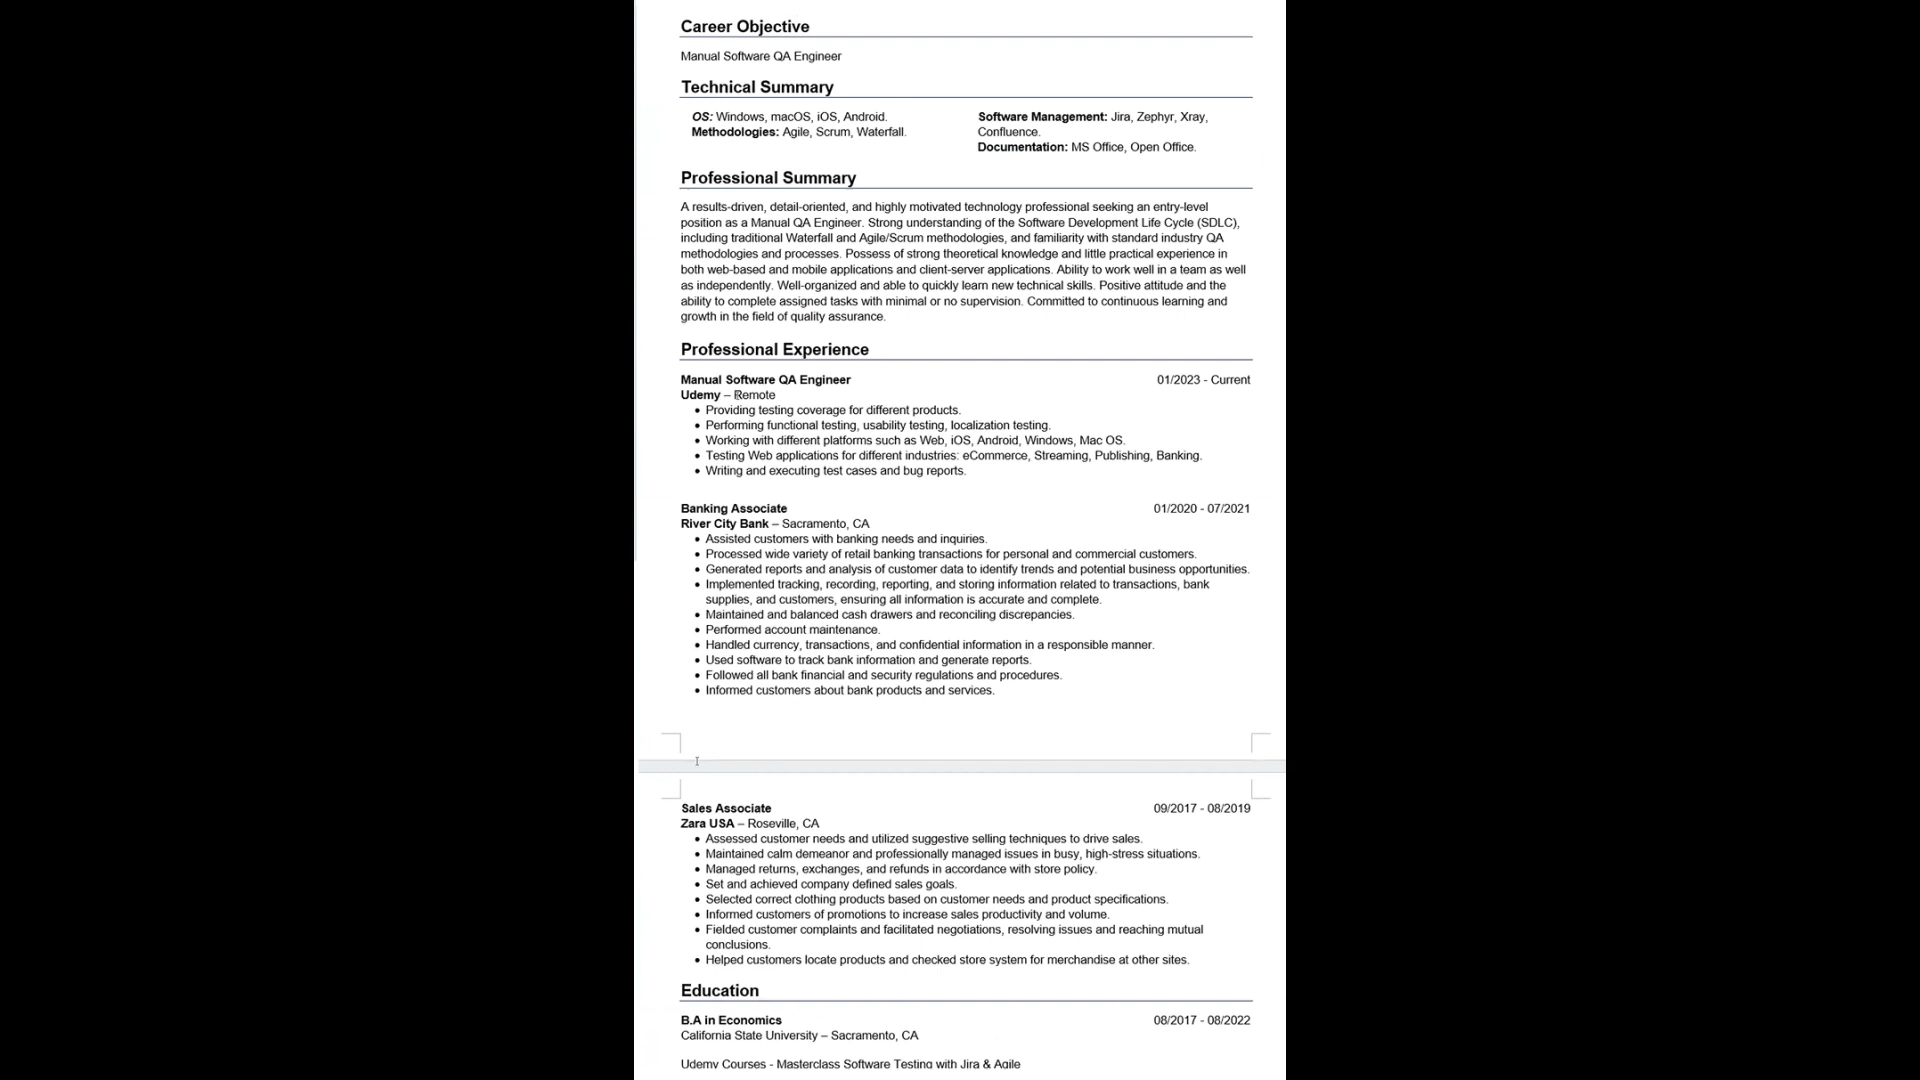 Career Objective
Manual Software QA Engineer
Technical Summary
OS: Windows, macOS, iOS, Android.
Methodologies: Agile, Scrum, Waterfall.
Software Management: Jira, Zephyr, Xray,
Confluence.
Documentation: MS Office, Open Office.
Professional Summary
A results-driven, detail-oriented, and highly motivated technology professional seeking an entry-level
position as a Manual QA Engineer. Strong understanding of the Software Development Life Cycle (SDLC),
including traditional Waterfall and Agile/Scrum methodologies, and familiarity with standard industry QA
methodologies and processes. Possess of strong theoretical knowledge and little practical experience in
both web-based and mobile applications and client-server applications. Ability to work well in a team as well
as independently. Well-organized and able to quickly learn new technical skills. Positive attitude and the
ability to complete assigned tasks with minimal or no supervision. Committed to continuous learning and
growth in the field of quality assurance.
Professional Experience
Manual Software QA Engineer 01/2023 - Current
Udemy – Remote
• Providing testing coverage for different products.
• Performing functional testing, usability testing, localization testing.
• Working with different platforms such as Web, iOS, Android, Windows, Mac OS.
• Testing Web applications for different industries: eCommerce, Streaming, Publishing, Banking.
• Writing and executing test cases and bug reports.
Banking Associate 01/2020 - 07/2021
River City Bank – Sacramento, CA
• Assisted customers with banking needs and inquiries.
• Processed wide variety of retail banking transactions for personal and commercial customers.
• Generated reports and analysis of customer data to identify trends and potential business opportunities.
• Implemented tracking, recording, reporting, and storing information related to transactions, bank
supplies, and customers, ensuring all information is accurate and complete.
• Maintained and balanced cash drawers and reconciling discrepancies.
• Performed account maintenance.
• Handled currency, transactions, and confidential information in a responsible manner.
• Used software to track bank information and generate reports.
• Followed all bank financial and security regulations and procedures.
• Informed customers about bank products and services.
Sales Associate 09/2017 - 08/2019
Zara USA – Roseville, CA
• Assessed customer needs and utilized suggestive selling techniques to drive sales.
• Maintained calm demeanor and professionally managed issues in busy, high-stress situations.
• Managed returns, exchanges, and refunds in accordance with store policy.
• Set and achieved company defined sales goals.
• Selected correct clothing products based on customer needs and product specifications.
• Informed customers of promotions to increase sales productivity and volume.
• Fielded customer complaints and facilitated negotiations, resolving issues and reaching mutual
conclusions.
• Helped customers locate products and checked store system for merchandise at other sites.
Education
B.A in Economics 08/2017 - 08/2022
California State University – Sacramento, CA
Udemy Courses - Masterclass Software Testing with Jira & Agile